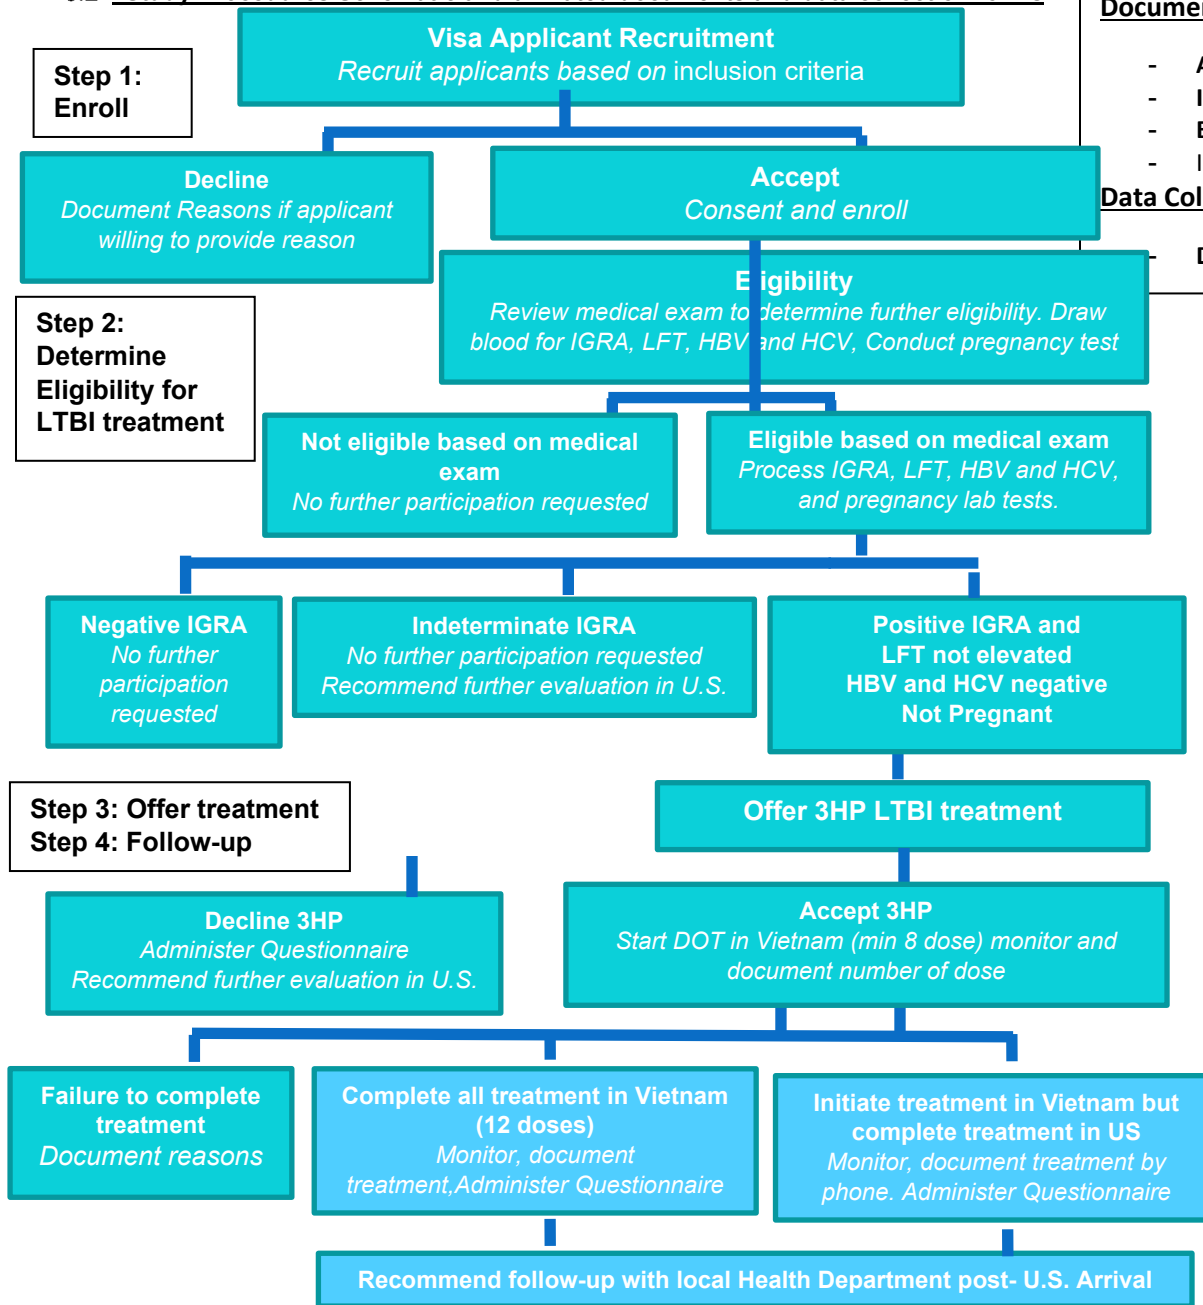 Visa Applicant Recruitment
Recruit applicants based on inclusion criteria
Step 1:
Enroll
Documen
- A
- I
- E
- I
Data Col
- D
Decline
Document Reasons if applicant
willing to provide reason
Accept
Consent and enroll
Step 2:
Determine
Eligibility for
LTBI treatment
Eligibility
Review medical exam to determine further eligibility. Draw
blood for IGRA, LFT, HBV and HCV, Conduct pregnancy test
Not eligible based on medical
exam
No further participation requested
Eligible based on medical exam
Process IGRA, LFT, HBV and HCV,
and pregnancy lab tests.
Negative IGRA
No further
participation
requested
Indeterminate IGRA
No further participation requested
Recommend further evaluation in U.S.
Positive IGRA and
LFT not elevated
HBV and HCV negative
Not Pregnant
Step 3: Offer treatment
Step 4: Follow-up
Offer 3HP LTBI treatment
Decline 3HP
Administer Questionnaire
Recommend further evaluation in U.S.
Accept 3HP
Start DOT in Vietnam (min 8 dose) monitor and
document number of dose
Failure to complete
treatment
Document reasons
Complete all treatment in Vietnam
(12 doses)
Monitor, document
treatment,Administer Questionnaire
Initiate treatment in Vietnam but
complete treatment in US
Monitor, document treatment by
phone. Administer Questionnaire
Recommend follow-up with local Health Department post- U.S. Arrival